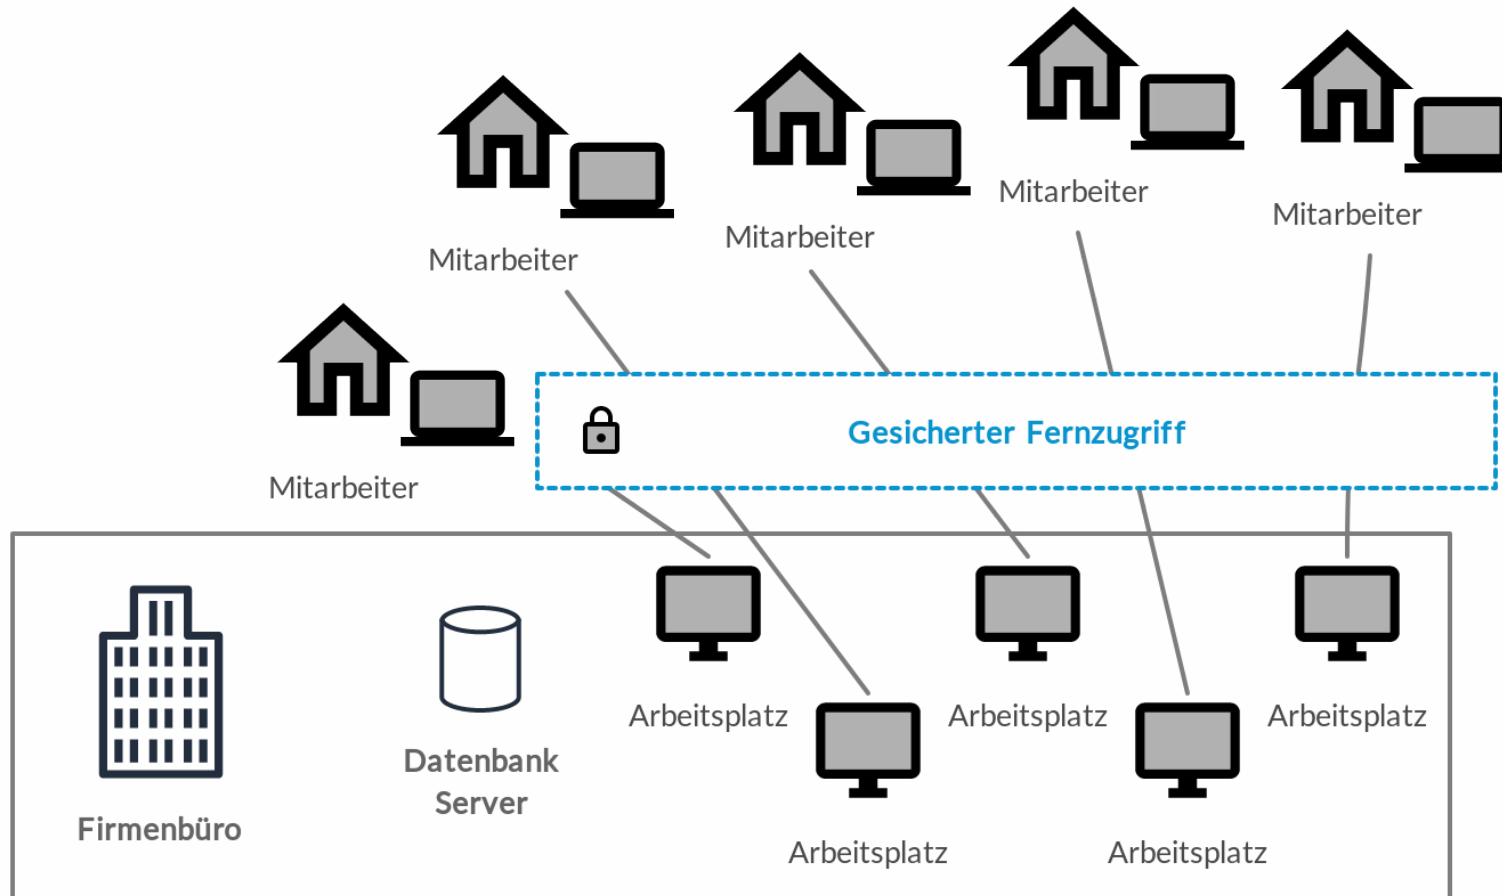 Mitarbeiter
Mitarbeiter
Mitarbeiter
Mitarbeiter
Gesicherter Fernzugriff
Mitarbeiter
Arbeitsplatz
Arbeitsplatz
Arbeitsplatz
Datenbank
Server
Firmenbüro
Arbeitsplatz
Arbeitsplatz